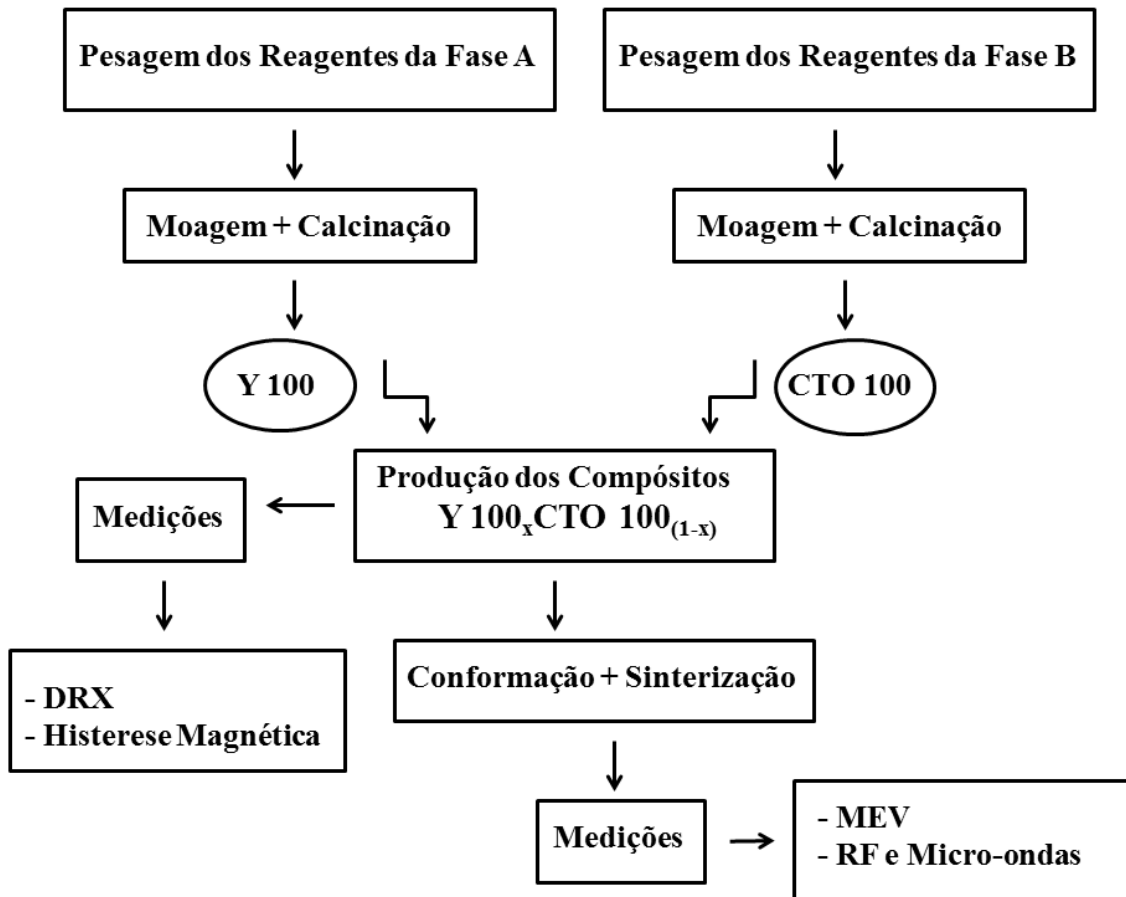 Pesagem dos Reagentes da Fase A
Pesagem dos Reagentes da Fase B
Moagem + Calcinação
Moagem + Calcinação
Y 100
CTO 100
Produção dos Compósitos
Y 100ₓCTO 100₍₁₋ₓ₎
Medições
- DRX
- Histerese Magnética
Conformação + Sinterização
Medições
- MEV
- RF e Micro-ondas